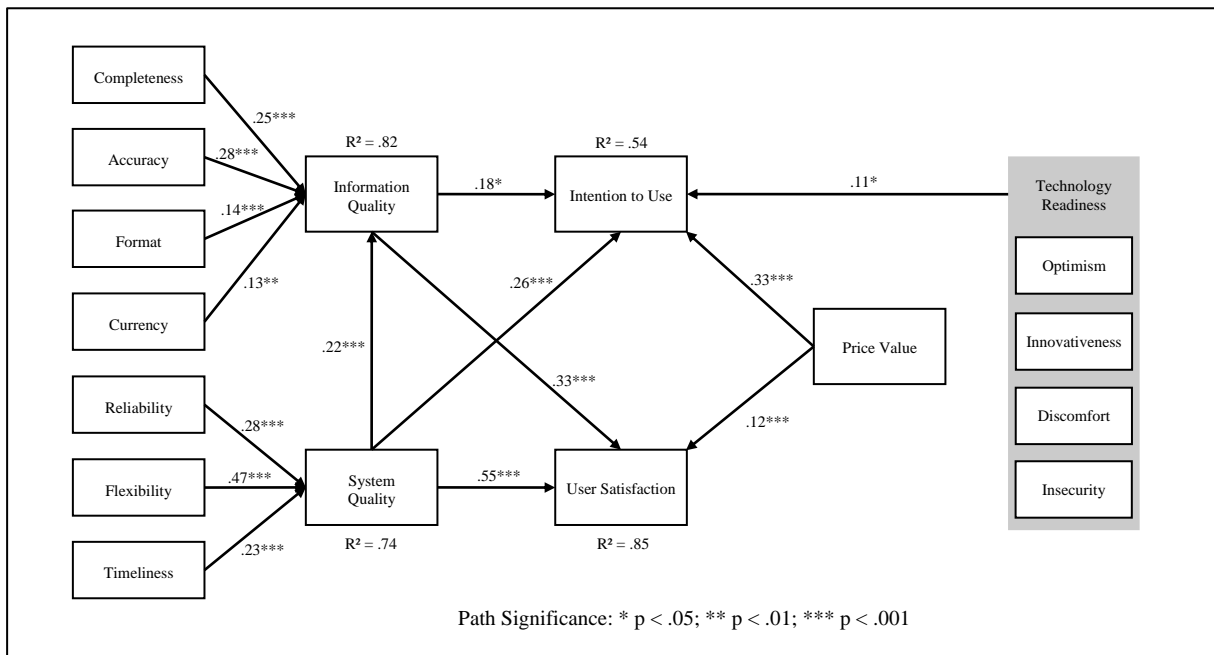 Completeness
Accuracy
Format
Currency
Reliability
Flexibility
Timeliness
.25***
.28***
.14***
.13**
.28***
.47***
.23***
R² = .82
Information
Quality
.22***
System
Quality
R² = .74
.18*
.26***
.33***
.55***
R² = .54
Intention to Use
User Satisfaction
R² = .85
.11*
.33***
.12***
Price Value
Technology
Readiness
Optimism
Innovativeness
Discomfort
Insecurity
Path Significance: * p < .05; ** p < .01; *** p < .001